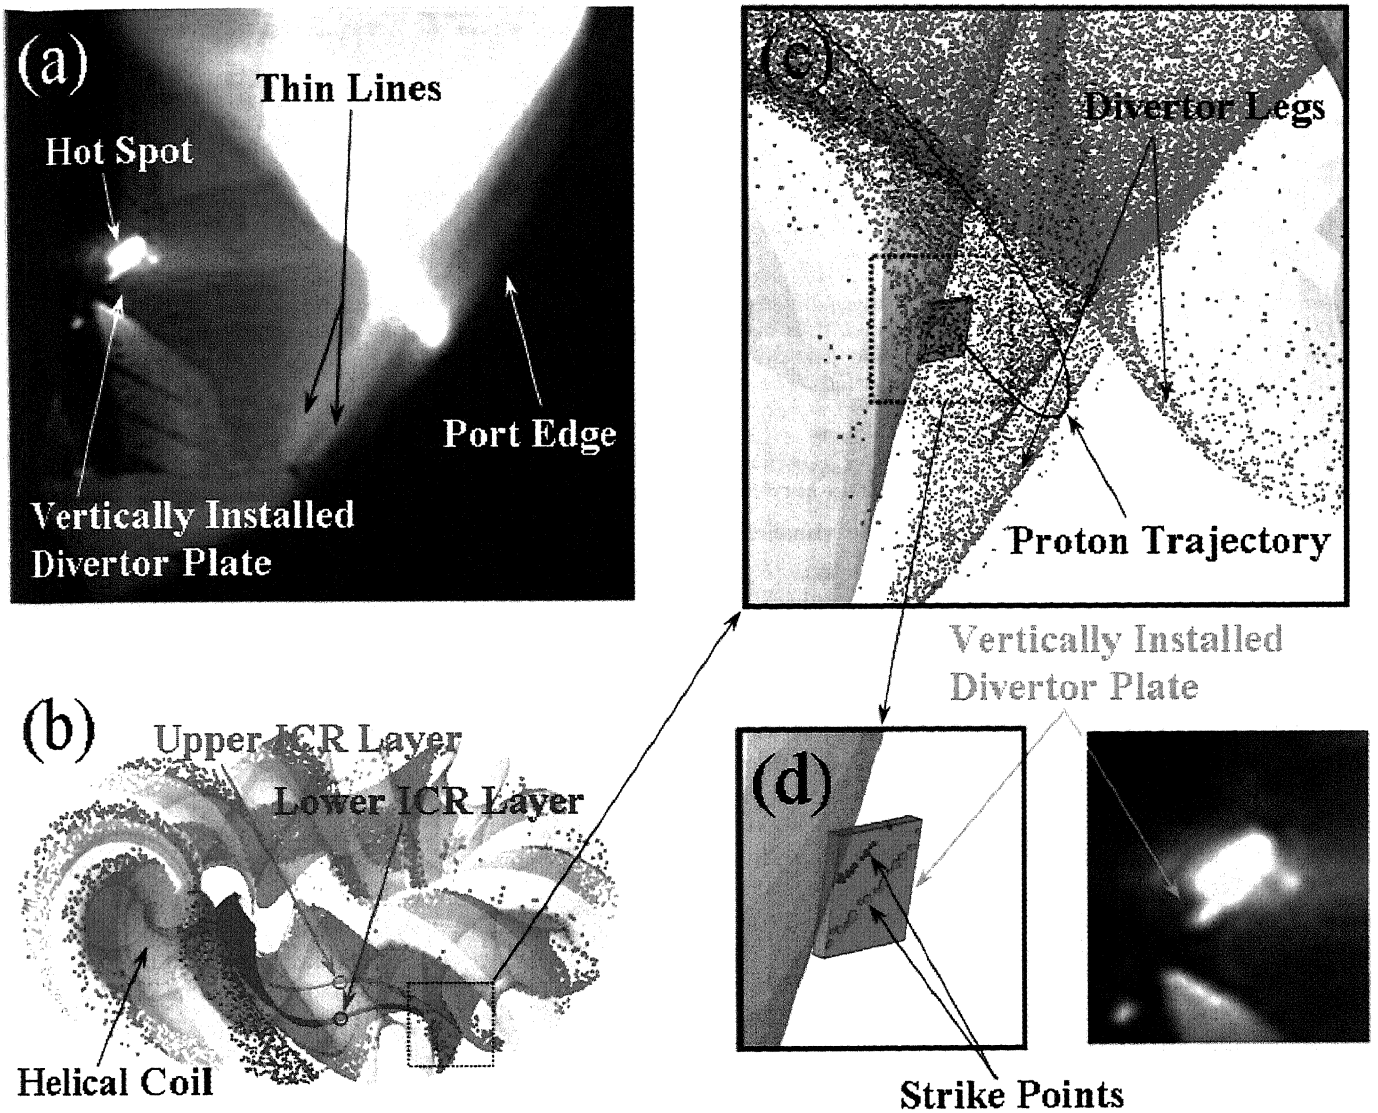 (a)
Thin Lines
Hot Spot
Port Edge
Vertically Installed
Divertor Plate
(b)
Upper ICR Layer
Lower ICR Layer
Helical Coil
(c)
Divertor Legs
Proton Trajectory
Vertically Installed
Divertor Plate
(d)
Strike Points